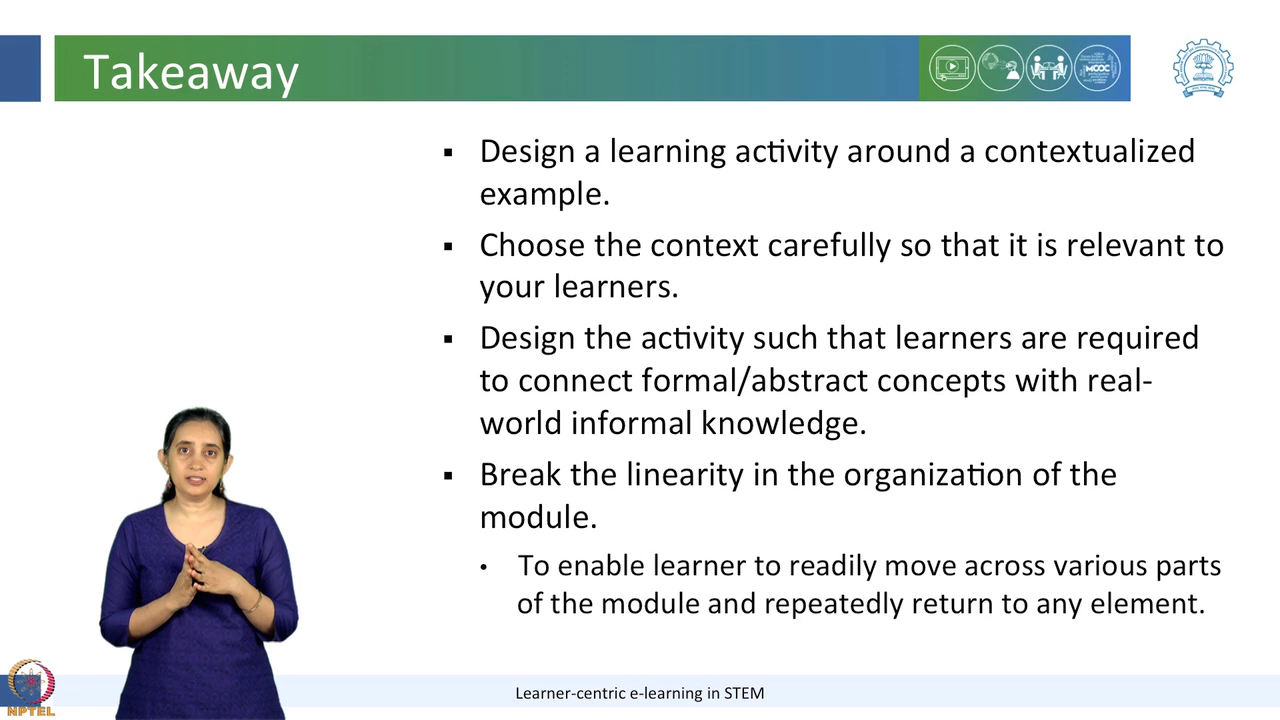 Takeaway
MOOC
▪ Design a learning activity around a contextualized
example.
▪ Choose the context carefully so that it is relevant to
your learners.
▪ Design the activity such that learners are required
to connect formal/abstract concepts with real-
world informal knowledge.
▪ Break the linearity in the organization of the
module.
• To enable learner to readily move across various parts
of the module and repeatedly return to any element.
Learner-centric e-learning in STEM
NPTEL